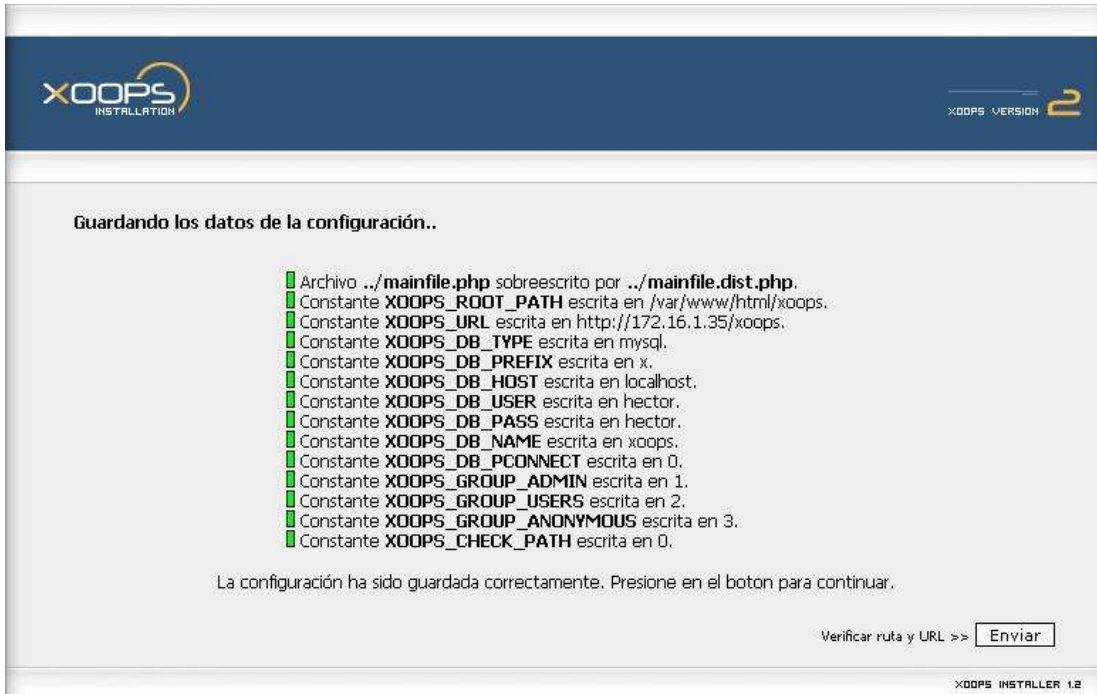 XOOPS
INSTALLATION
XOOPS VERSION 2
Guardando los datos de la configuración..
Archivo ../mainfile.php sobreescrito por ../mainfile.dist.php.
Constante XOOPS_ROOT_PATH escrita en /var/www/html/xoops.
Constante XOOPS_URL escrita en http://172.16.1.35/xoops.
Constante XOOPS_DB_TYPE escrita en mysql.
Constante XOOPS_DB_PREFIX escrita en x.
Constante XOOPS_DB_HOST escrita en localhost.
Constante XOOPS_DB_USER escrita en hector.
Constante XOOPS_DB_PASS escrita en hector.
Constante XOOPS_DB_NAME escrita en xoops.
Constante XOOPS_DB_PCONNECT escrita en 0.
Constante XOOPS_GROUP_ADMIN escrita en 1.
Constante XOOPS_GROUP_USERS escrita en 2.
Constante XOOPS_GROUP_ANONYMOUS escrita en 3.
Constante XOOPS_CHECK_PATH escrita en 0.
La configuración ha sido guardada correctamente. Presione en el boton para continuar.
Verificar ruta y URL >> Enviar
XOOPS INSTALLER 1.2